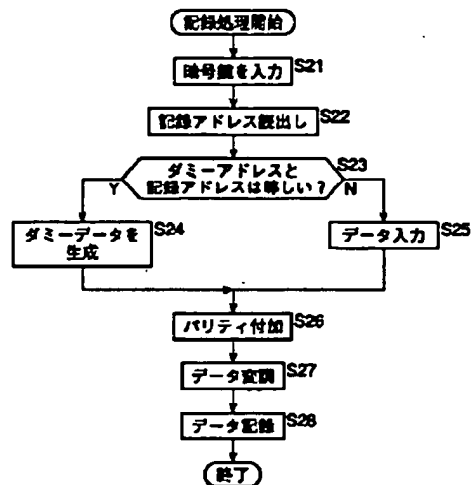 記録処理開始
暗号鍵を入力 S21
記録アドレス読出し S22
ダミーアドレスと S23
記録アドレスは等しい?
Y N
ダミーデータを S24
生成
データ入力 S25
パリティ付加 S26
データ変調 S27
データ記録 S28
終了